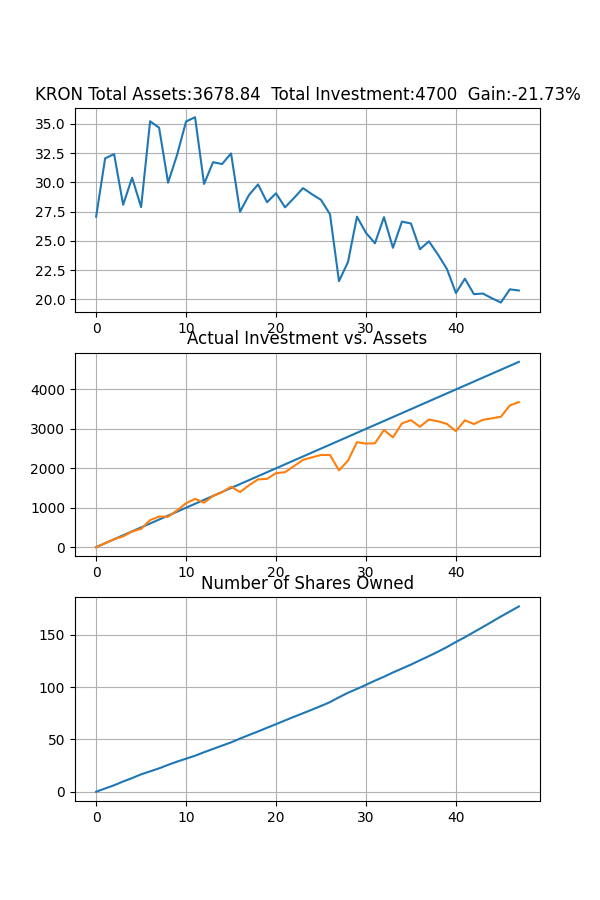 KRON Total Assets:3678.84  Total Investment:4700  Gain:-21.73%
35.0
32.5
30.0
27.5
25.0
22.5
20.0
0 10 20 30 40
Actual Investment vs. Assets
4000
3000
2000
1000
0
0 10 20 30 40
Number of Shares Owned
150
100
50
0
0 10 20 30 40